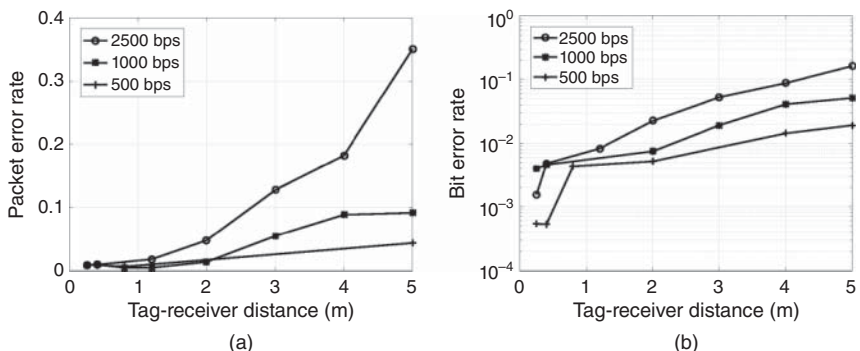 0.4
0.3
0.2
0.1
0
Packet error rate
2500 bps
1000 bps
500 bps
0 1 2 3 4 5
Tag-receiver distance (m)
(a)
10⁰
10⁻¹
10⁻²
10⁻³
10⁻⁴
Bit error rate
2500 bps
1000 bps
500 bps
0 1 2 3 4 5
Tag-receiver distance (m)
(b)